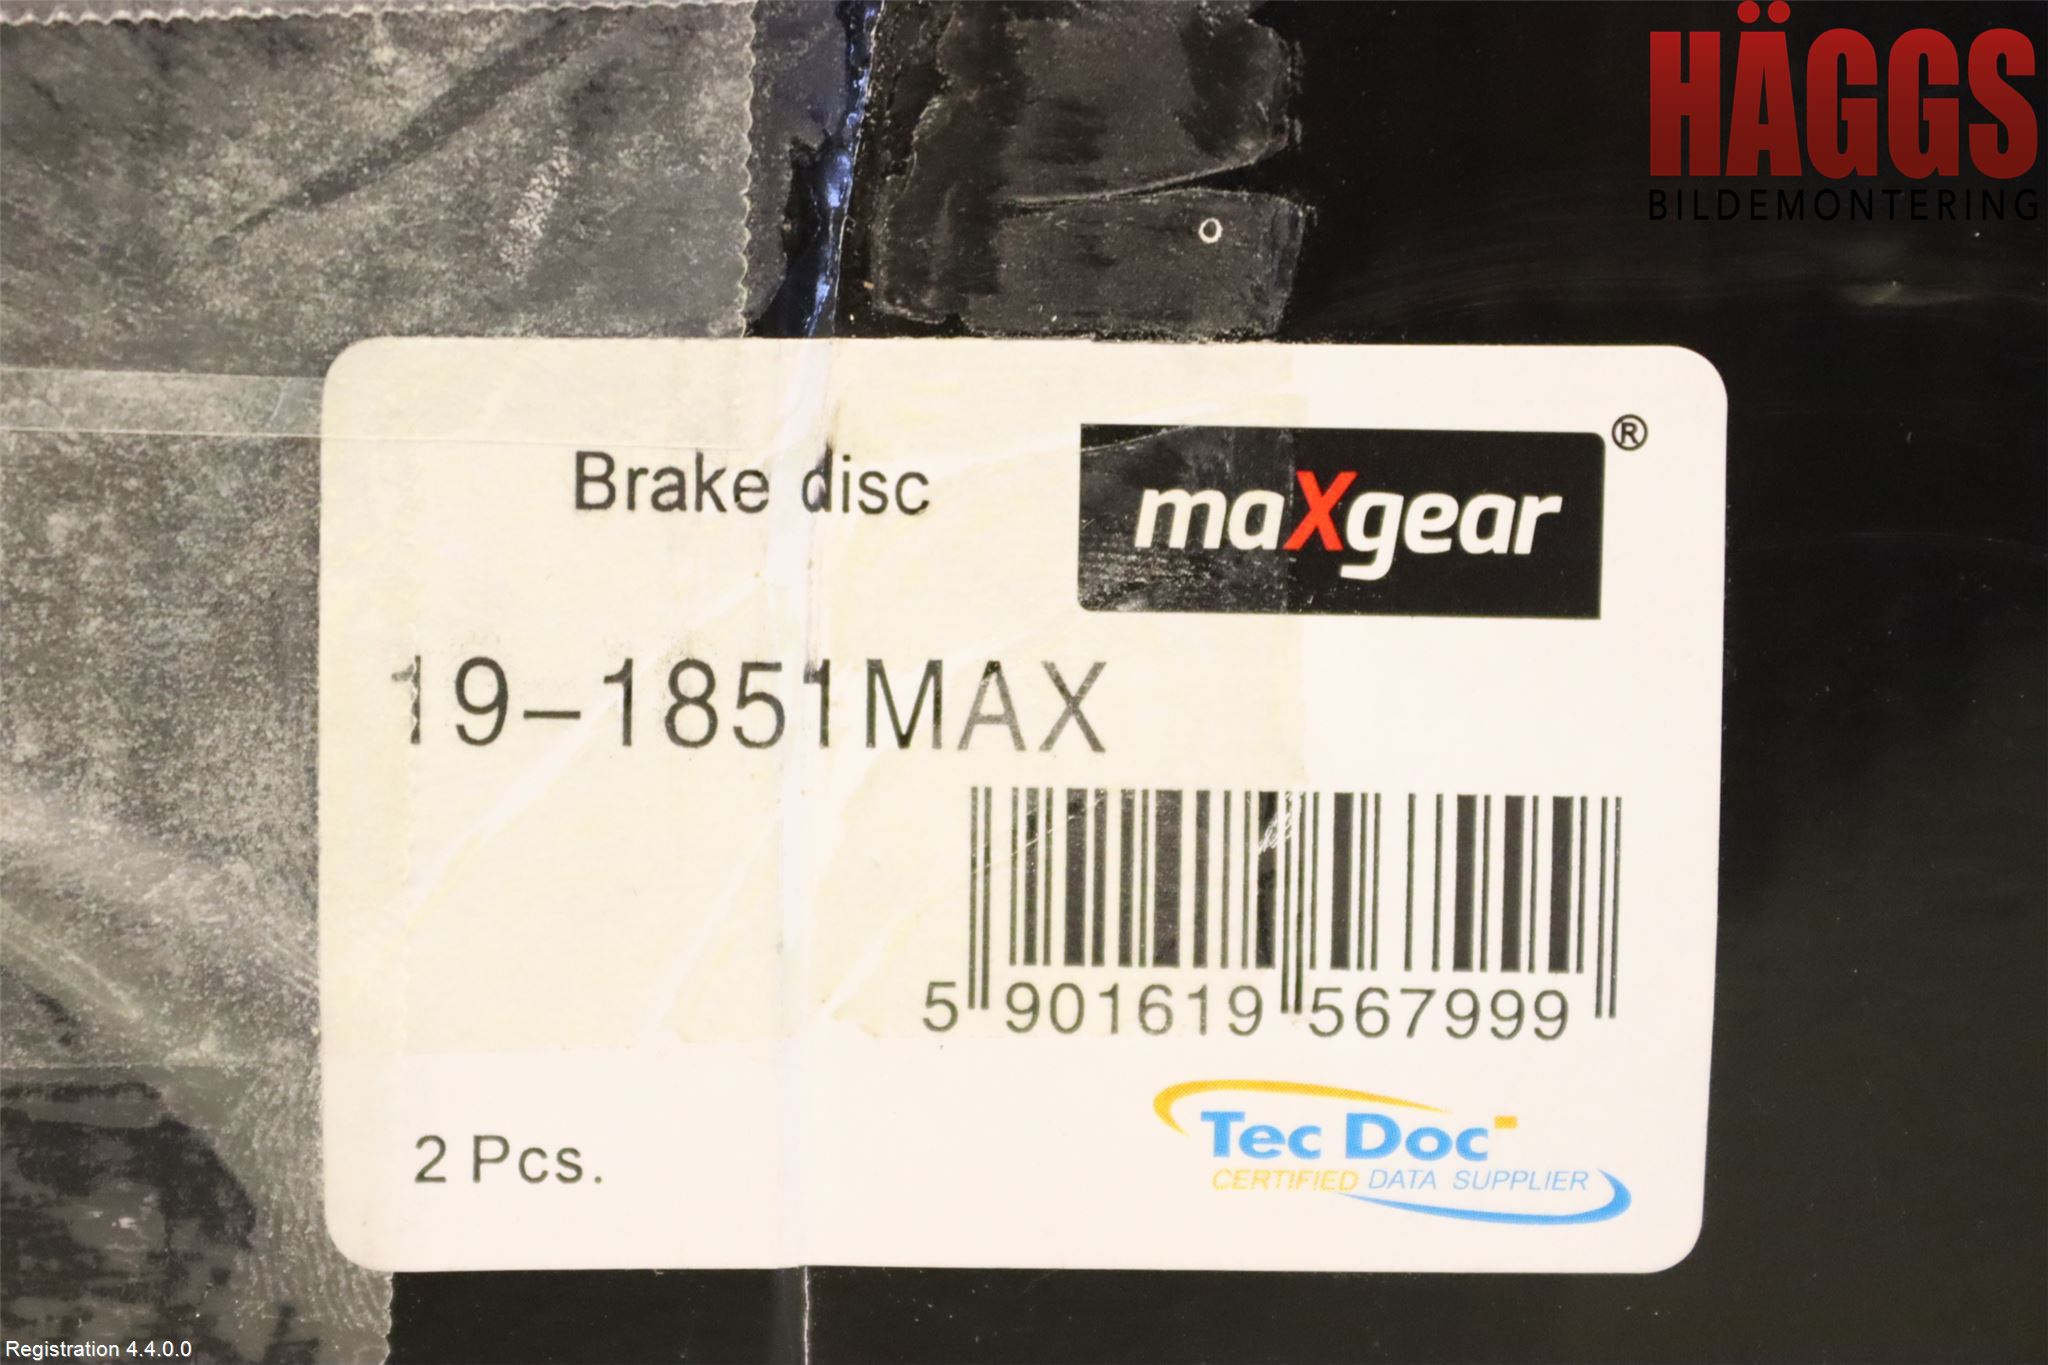 HÄGGS
BILDEMONTERING
Brake disc
maXgear®
19-1851MAX
5 901619 567999
2 Pcs.
Tec Doc
CERTIFIED DATA SUPPLIER
Registration 4.4.0.0